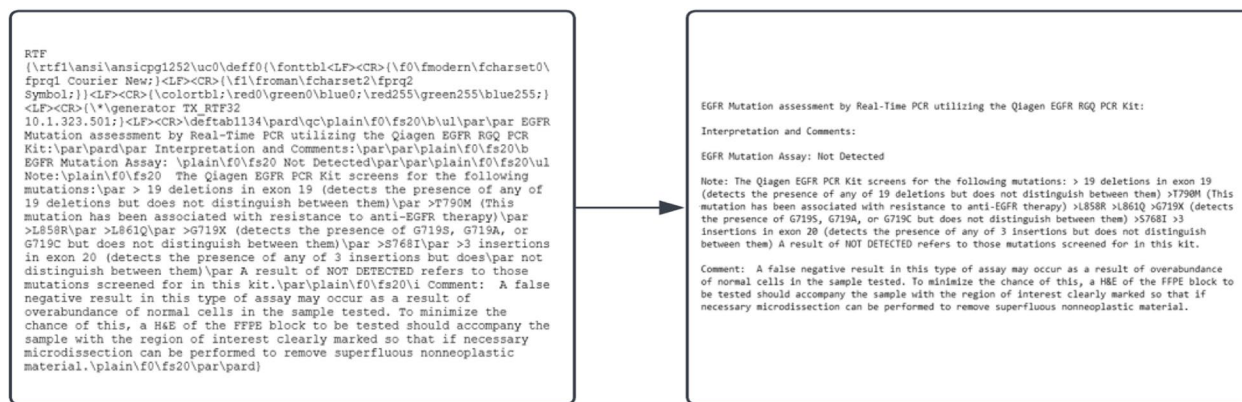 RTF
{\rtf1\ansi\ansicpg1252\uc0\deff0{\fonttbl<LF><CR>{\f0\fmodern\fcharset0\
fprq1 Courier New;}<LF><CR>{\f1\froman\fcharset2\fprq2
Symbol;}}<LF><CR>{\colortbl;\red0\green0\blue0;\red255\green255\blue255;}
<LF><CR>{\*\generator TX_RTF32
10.1.323.501;}<LF><CR>\deftab1134\pard\qc\plain\f0\fs20\b\ul\par\par EGFR
Mutation assessment by Real-Time PCR utilizing the Qiagen EGFR RGQ PCR
Kit:\par\pard\par Interpretation and Comments:\par\par\plain\f0\fs20\b
EGFR Mutation Assay: \plain\f0\fs20 Not Detected\par\par\plain\f0\fs20\ul
Note:\plain\f0\fs20  The Qiagen EGFR PCR Kit screens for the following
mutations:\par > 19 deletions in exon 19 (detects the presence of any of
19 deletions but does not distinguish between them)\par >T790M (This
mutation has been associated with resistance to anti-EGFR therapy)\par
>L858R\par >L861Q\par >G719X (detects the presence of G719S, G719A, or
G719C but does not distinguish between them)\par >S768I\par >3 insertions
in exon 20 (detects the presence of any of 3 insertions but does\par not
distinguish between them)\par A result of NOT DETECTED refers to those
mutations screened for in this kit.\par\plain\f0\fs20\i Comment:  A false
negative result in this type of assay may occur as a result of
overabundance of normal cells in the sample tested. To minimize the
chance of this, a H&E of the FFPE block to be tested should accompany the
sample with the region of interest clearly marked so that if necessary
microdissection can be performed to remove superfluous nonneoplastic
material.\plain\f0\fs20\par\pard}
EGFR Mutation assessment by Real-Time PCR utilizing the Qiagen EGFR RGQ PCR Kit:
Interpretation and Comments:
EGFR Mutation Assay: Not Detected
Note: The Qiagen EGFR PCR Kit screens for the following mutations: > 19 deletions in exon 19
(detects the presence of any of 19 deletions but does not distinguish between them) >T790M (This
mutation has been associated with resistance to anti-EGFR therapy) >L858R >L861Q >G719X (detects
the presence of G719S, G719A, or G719C but does not distinguish between them) >S768I >3
insertions in exon 20 (detects the presence of any of 3 insertions but does not distinguish
between them) A result of NOT DETECTED refers to those mutations screened for in this kit.
Comment:  A false negative result in this type of assay may occur as a result of overabundance
of normal cells in the sample tested. To minimize the chance of this, a H&E of the FFPE block to
be tested should accompany the sample with the region of interest clearly marked so that if
necessary microdissection can be performed to remove superfluous nonneoplastic material.